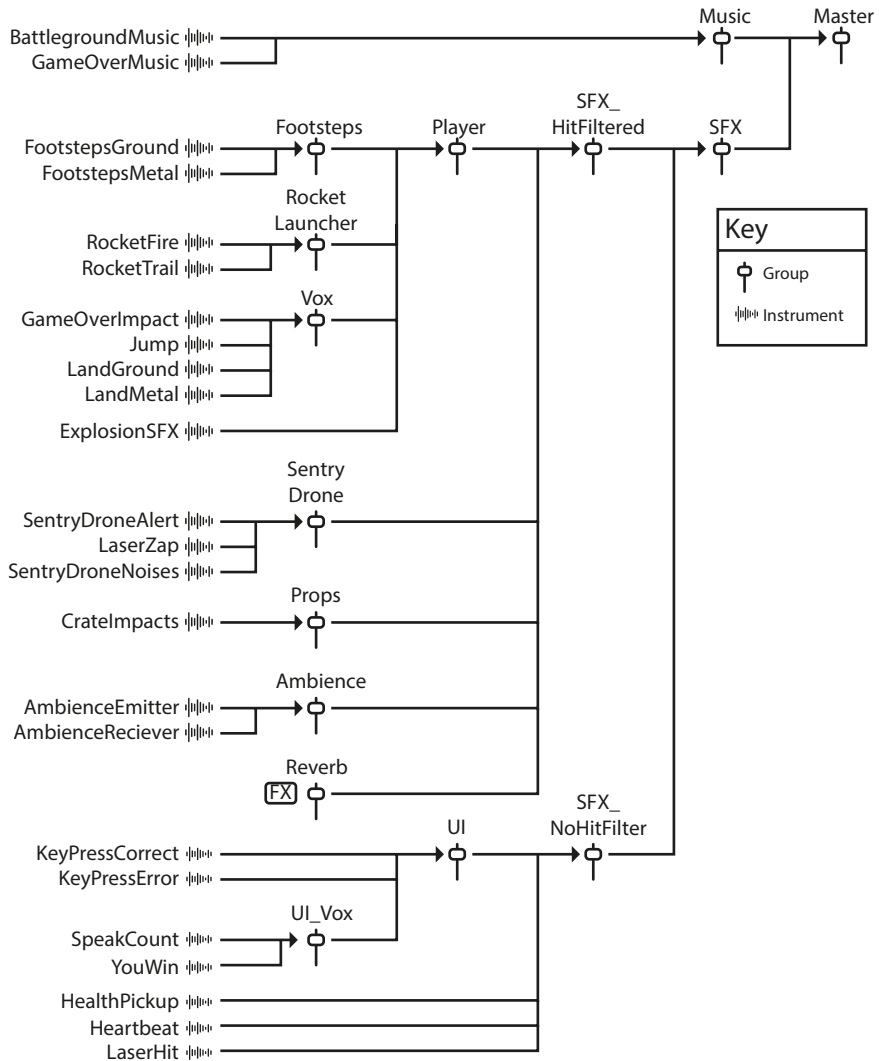 Music
Master
BattlegroundMusic
GameOverMusic
SFX_
HitFiltered
Footsteps
Player
SFX
FootstepsGround
FootstepsMetal
Rocket
Launcher
RocketFire
RocketTrail
Key
Group
Instrument
Vox
GameOverImpact
Jump
LandGround
LandMetal
ExplosionSFX
Sentry
Drone
SentryDroneAlert
LaserZap
SentryDroneNoises
Props
CrateImpacts
Ambience
AmbienceEmitter
AmbienceReciever
Reverb
FX
SFX_
NoHitFilter
UI
KeyPressCorrect
KeyPressError
UI_Vox
SpeakCount
YouWin
HealthPickup
Heartbeat
LaserHit